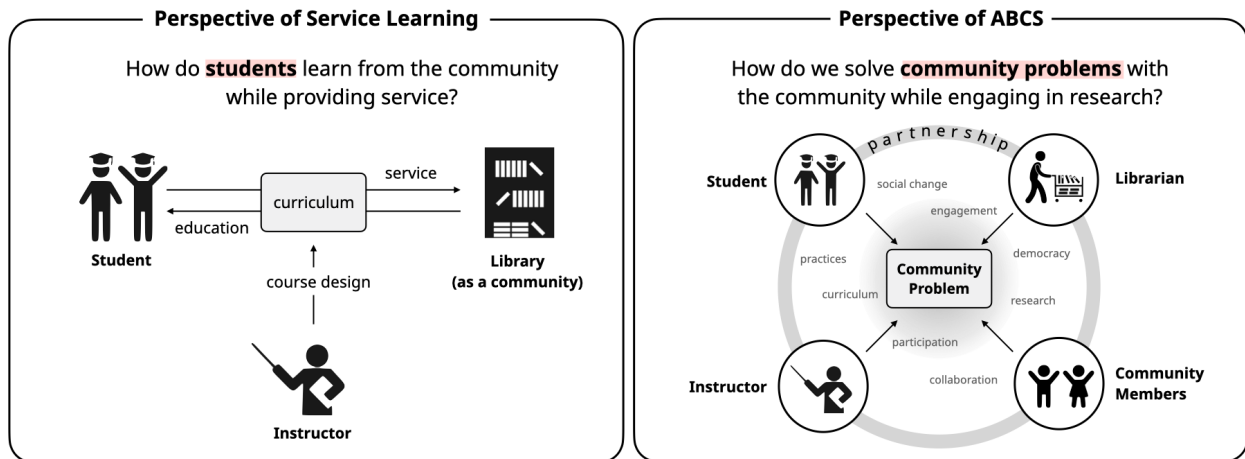 Perspective of Service Learning
How do students learn from the community
while providing service?
service
curriculum
education
Student
Library
(as a community)
course design
Instructor
Perspective of ABCS
How do we solve community problems with
the community while engaging in research?
partnership
Student
Librarian
social change
engagement
practices
democracy
Community
Problem
curriculum
research
participation
collaboration
Instructor
Community
Members